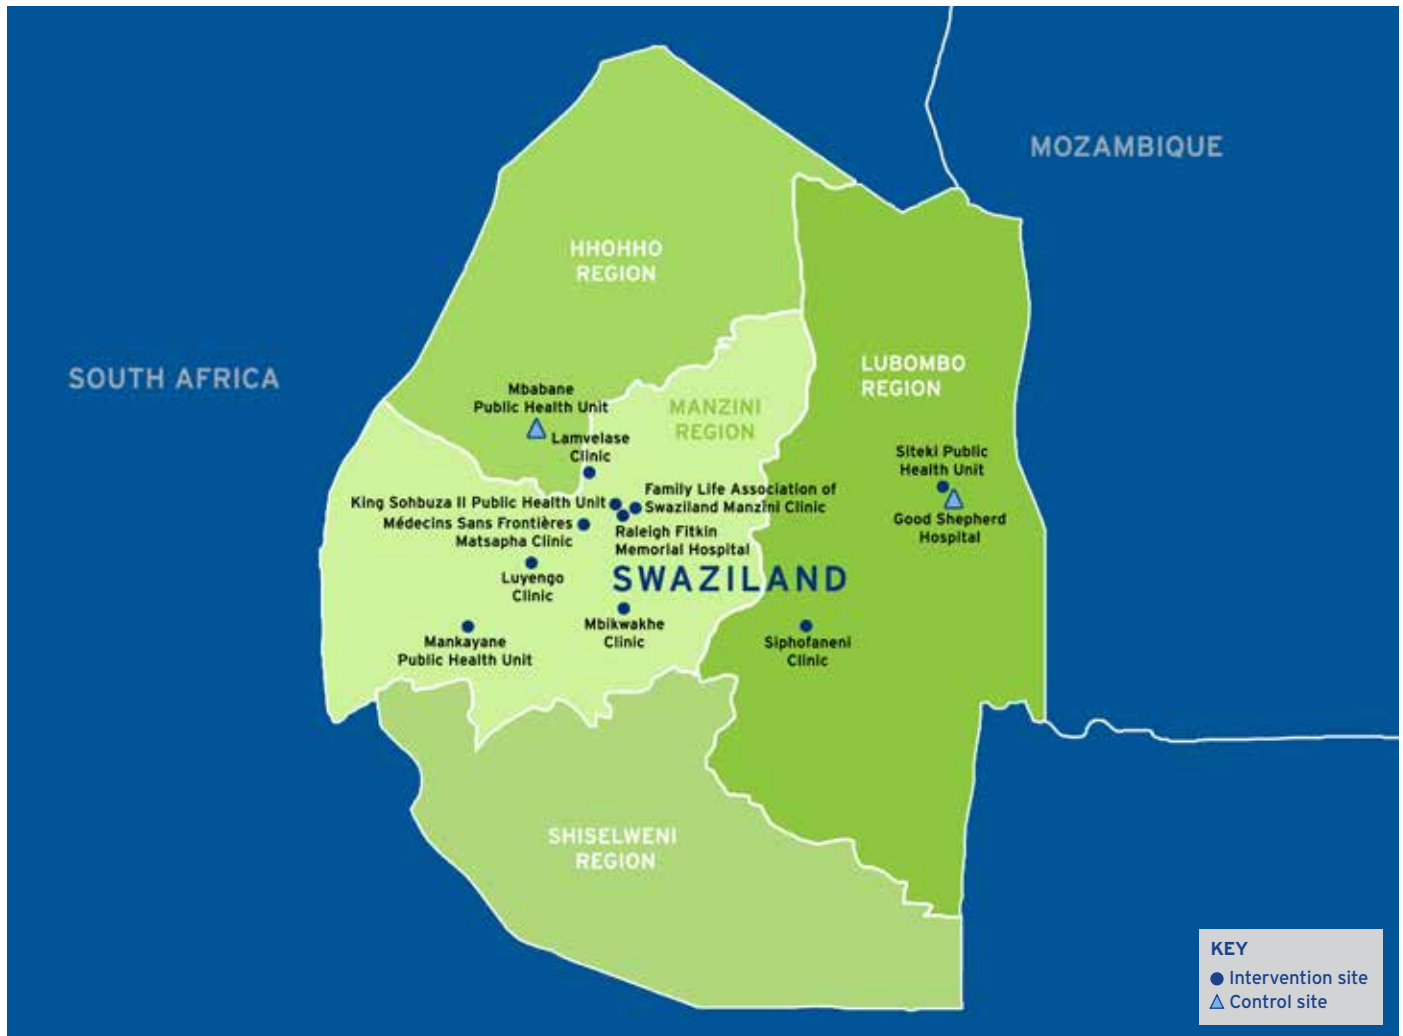 MOZAMBIQUE
HHOHHO
REGION
SOUTH AFRICA
LUBOMBO
REGION
Mbabane
Public Health Unit
MANZINI
REGION
Lamvelase
Clinic
Siteki Public
Health Unit
King Sohbuza II Public Health Unit
Family Life Association of
Swaziland Manzini Clinic
Médecins Sans Frontières
Matsapha Clinic
Raleigh Fitkin
Memorial Hospital
Good Shepherd
Hospital
Luyengo
Clinic
SWAZILAND
Mbikwakhe
Clinic
Mankayane
Public Health Unit
Siphofaneni
Clinic
SHISELWENI
REGION
KEY
Intervention site
Control site